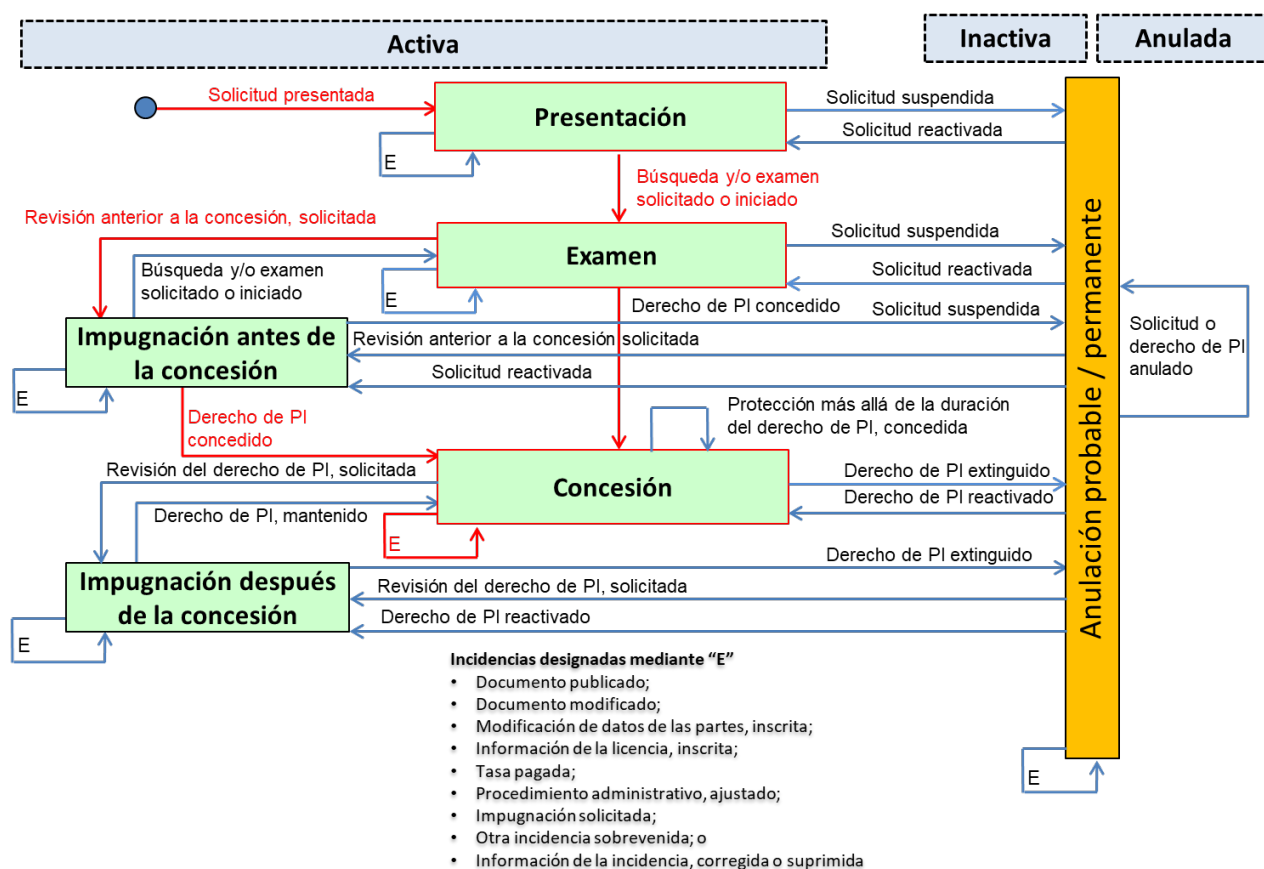 Activa
Inactiva
Anulada
Solicitud presentada
Presentación
Solicitud suspendida
Solicitud reactivada
E
Búsqueda y/o examen
solicitado o iniciado
Revisión anterior a la concesión, solicitada
Examen
Solicitud suspendida
Solicitud reactivada
Búsqueda y/o examen
solicitado o iniciado
E
Derecho de PI concedido
Solicitud suspendida
Impugnación antes de
la concesión
Revisión anterior a la concesión solicitada
Solicitud reactivada
E
Solicitud o
derecho de PI
anulado
Anulación probable / permanente
Derecho de PI
concedido
Protección más allá de la duración
del derecho de PI, concedida
Revisión del derecho de PI, solicitada
Concesión
Derecho de PI extinguido
Derecho de PI reactivado
Derecho de PI, mantenido
E
Derecho de PI extinguido
Impugnación después
de la concesión
Revisión del derecho de PI, solicitada
Derecho de PI reactivado
E
Incidencias designadas mediante “E”
• Documento publicado;
• Documento modificado;
• Modificación de datos de las partes, inscrita;
• Información de la licencia, inscrita;
• Tasa pagada;
• Procedimiento administrativo, ajustado;
• Impugnación solicitada;
• Otra incidencia sobrevenida; o
• Información de la incidencia, corregida o suprimida
E